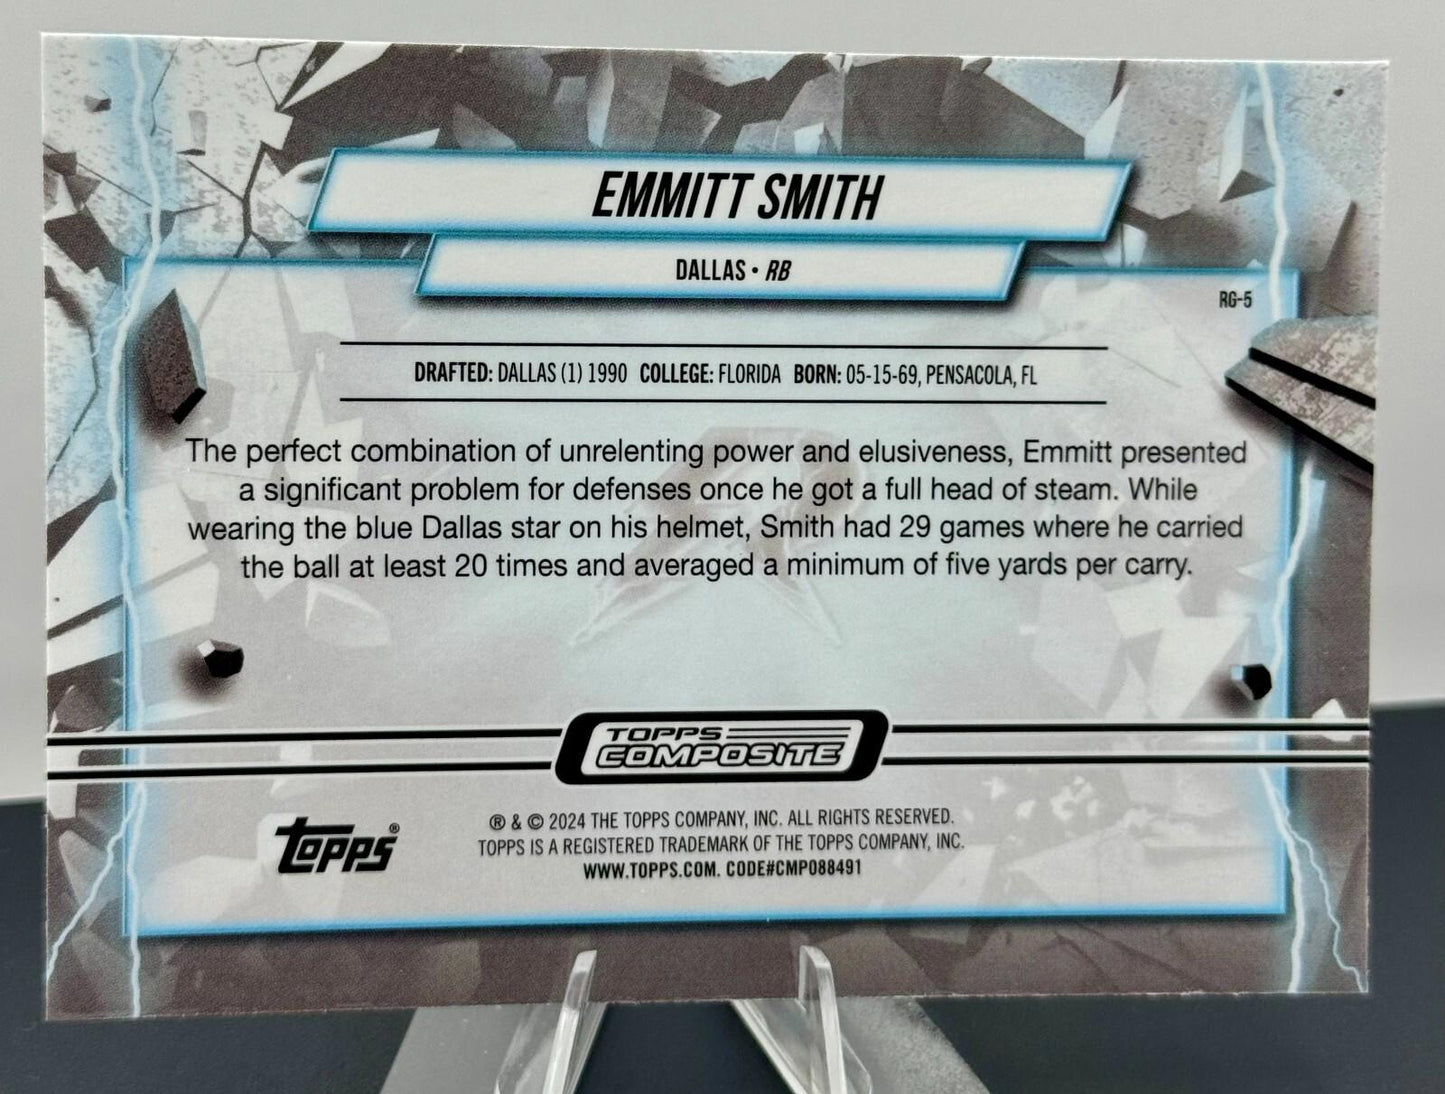 EMMITT SMITH
DALLAS • RB
RG-5
DRAFTED: DALLAS (1) 1990 COLLEGE: FLORIDA BORN: 05-15-69, PENSACOLA, FL
The perfect combination of unrelenting power and elusiveness, Emmitt presented
a significant problem for defenses once he got a full head of steam. While
wearing the blue Dallas star on his helmet, Smith had 29 games where he carried
the ball at least 20 times and averaged a minimum of five yards per carry.
TOPPS
COMPOSITE
topps®
® & © 2024 THE TOPPS COMPANY, INC. ALL RIGHTS RESERVED.
TOPPS IS A REGISTERED TRADEMARK OF THE TOPPS COMPANY, INC.
WWW.TOPPS.COM. CODE#CMP088491